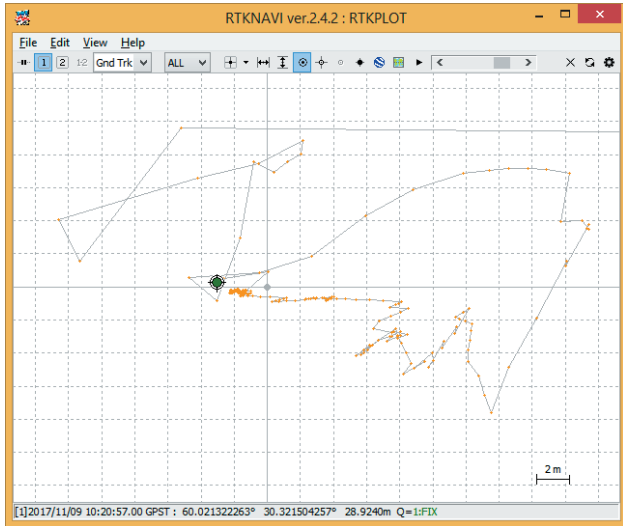 RTKNAVI ver.2.4.2 : RTKPLOT
File Edit View Help
1 2 1-2 Gnd Trk ALL
2 m
[1]2017/11/09 10:20:57.00 GPST : 60.021322263° 30.321504257° 28.9240m Q=1:FIX